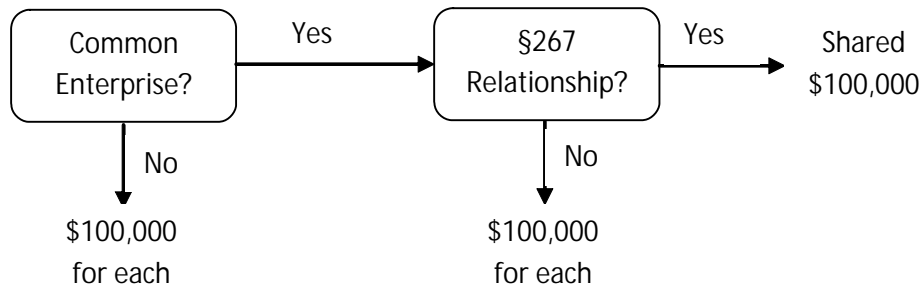 Common
Enterprise?
Yes
§267
Relationship?
Yes
Shared
$100,000
No
$100,000
for each
No
$100,000
for each